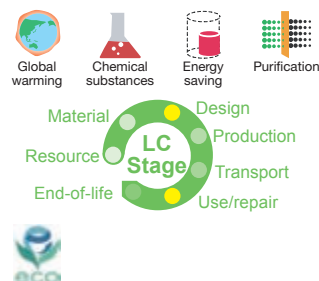 Global warming
Chemical substances
Energy saving
Purification
Material
Design
Production
Resource
LC Stage
Transport
End-of-life
Use/repair
eco